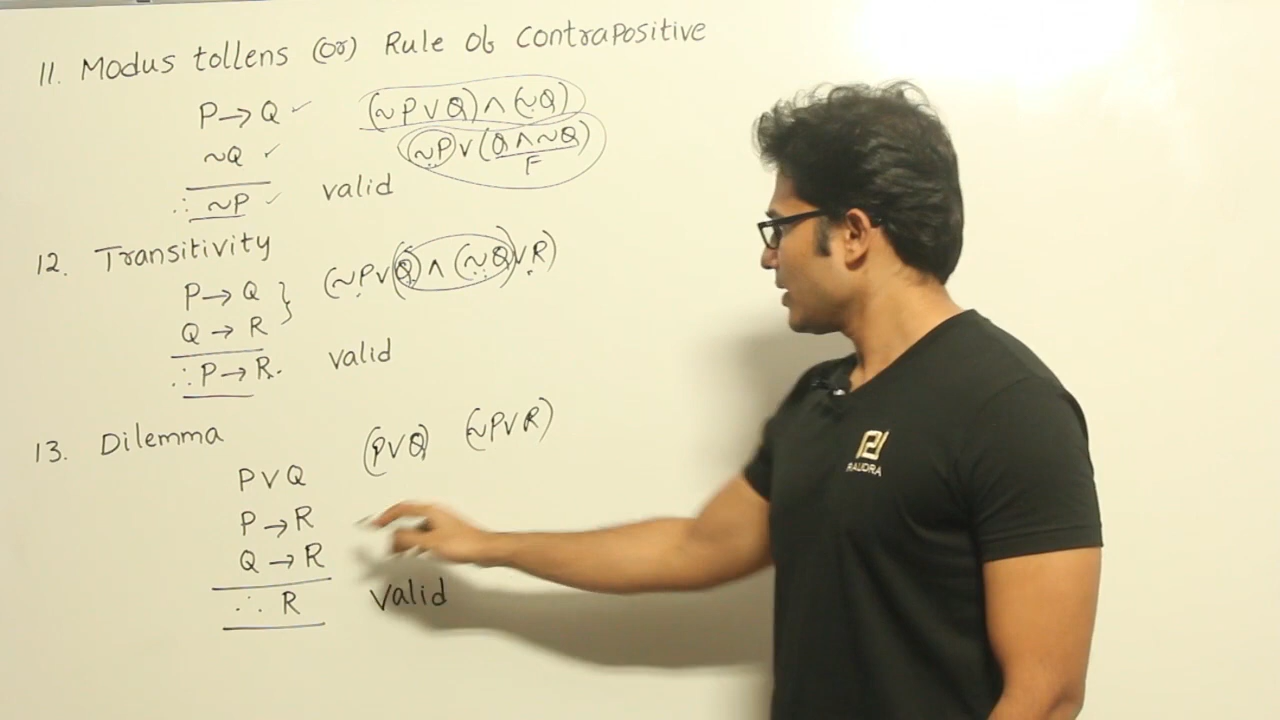 11. Modus tollens (or) Rule of Contrapositive
P→Q ✓ (~P∨Q)∧(~Q)
~Q ✓ (~P)∨(Q∧~Q)
F
∴ ~P ✓ valid
12. Transitivity
P→Q } (~P∨Q)∧(~Q∨R)
Q→R
∴ P→R. valid
13. Dilemma
P∨Q (P∨Q) (~P∨R)
P→R
Q→R
∴ R valid
RAUDRA